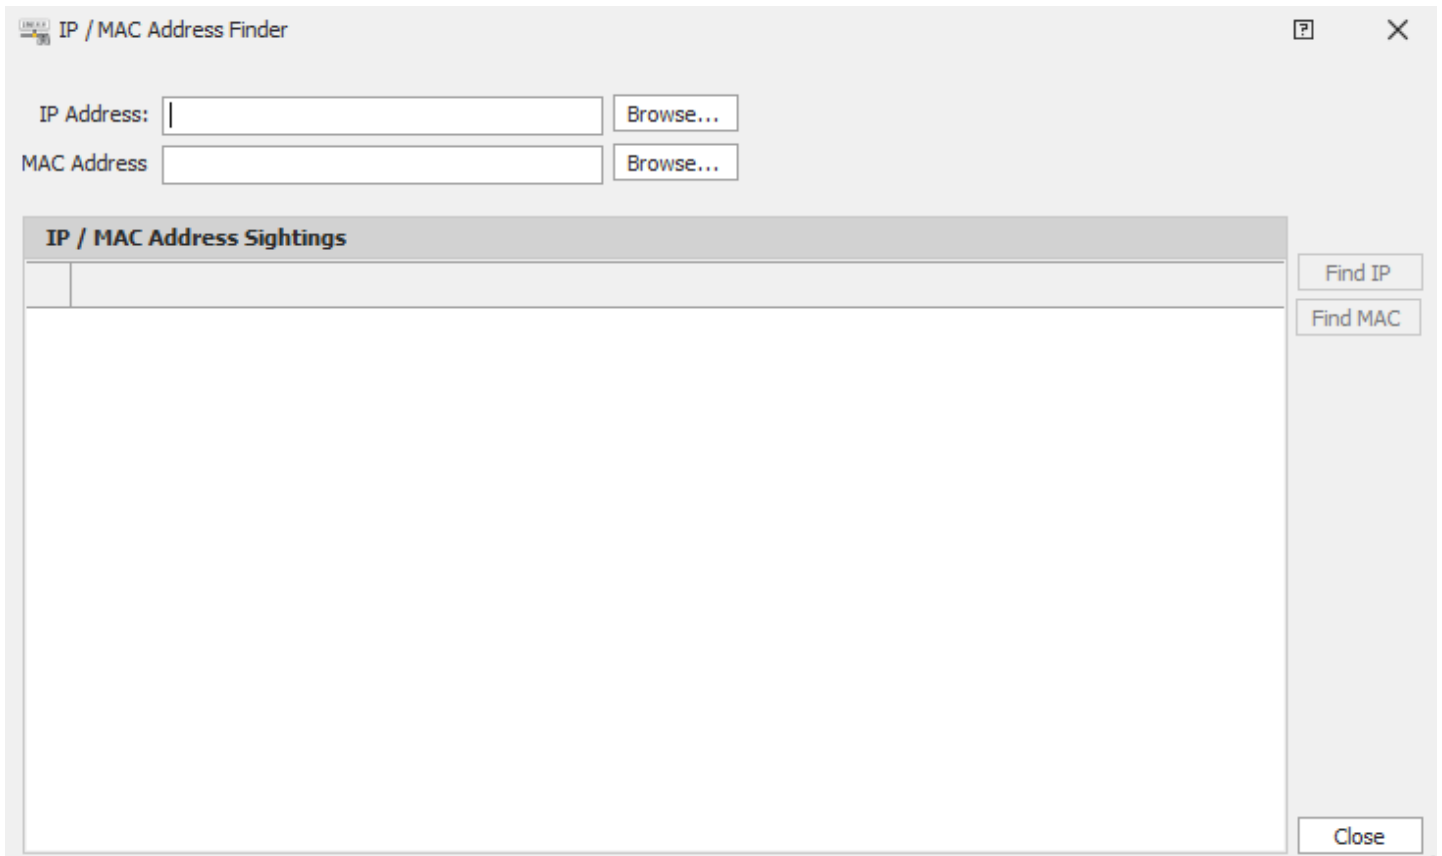 IP / MAC Address Finder
IP Address:
Browse...
MAC Address
Browse...
IP / MAC Address Sightings
Find IP
Find MAC
Close